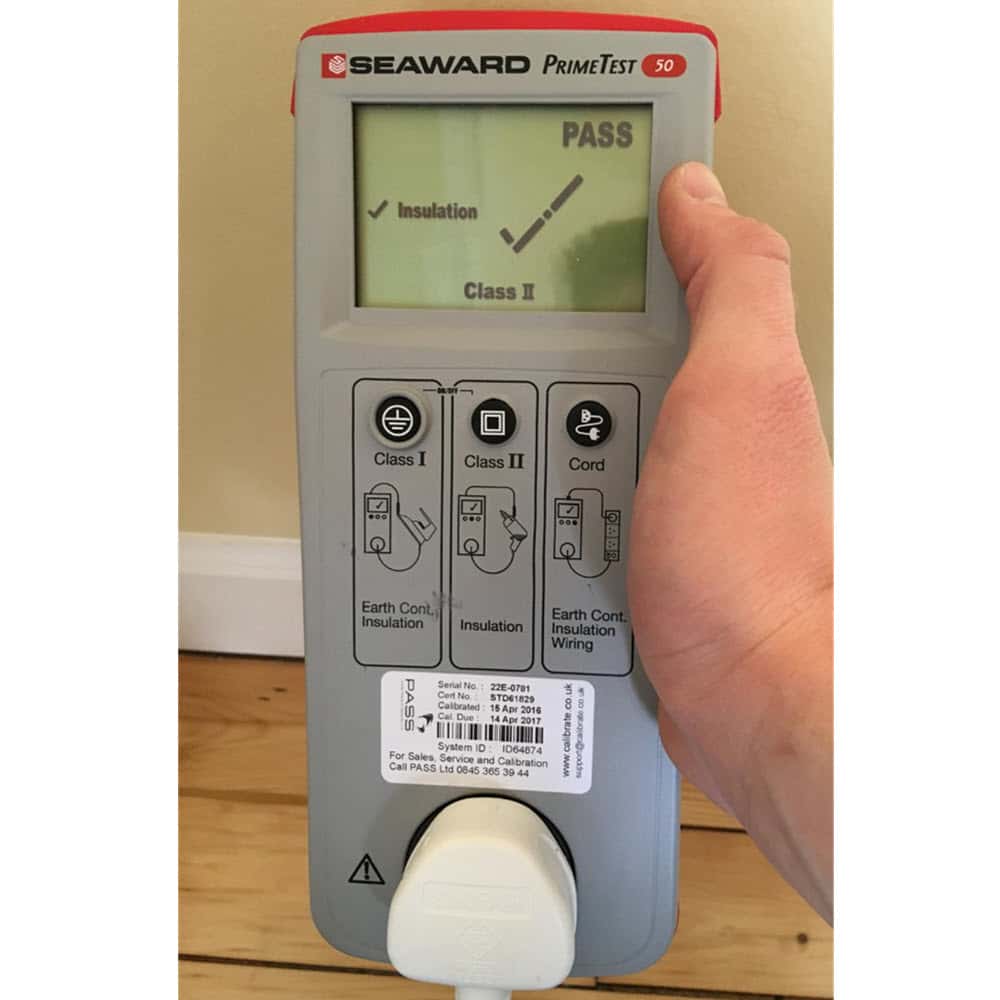 SEAWARD PRIMETEST 50
PASS
Insulation
Class II
ON/OFF
Class I
Class II
Cord
Earth Cont.
Insulation
Insulation
Earth Cont.
Insulation
Wiring
PASS
Serial No. : 22E-0781
Cert No. : STD61829
Calibrated : 15 Apr 2016
Cal. Due : 14 Apr 2017
System ID : ID64874
For Sales, Service and Calibration
Call PASS Ltd 0845 365 39 44
www.calibrate.co.uk
support@calibrate.co.uk